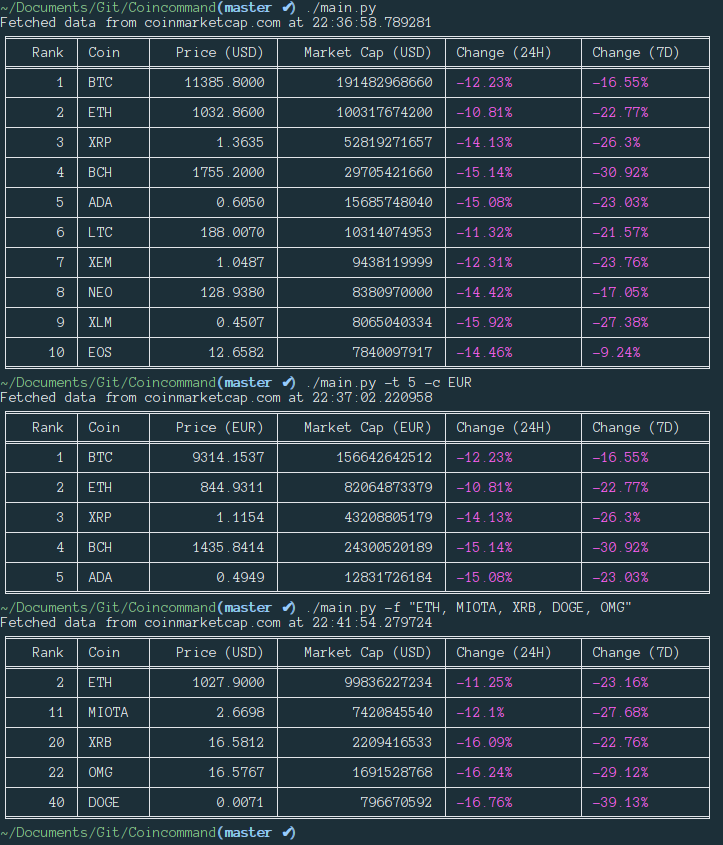 ~/Documents/Git/Coincommand(master ✔) ./main.py
Fetched data from coinmarketcap.com at 22:36:58.789281
Rank Coin Price (USD) Market Cap (USD) Change (24H) Change (7D)
1 BTC 11385.8000 191482968660 -12.23% -16.55%
2 ETH 1032.8600 100317674200 -10.81% -22.77%
3 XRP 1.3635 52819271657 -14.13% -26.3%
4 BCH 1755.2000 29705421660 -15.14% -30.92%
5 ADA 0.6050 15685748040 -15.08% -23.03%
6 LTC 188.0070 10314074953 -11.32% -21.57%
7 XEM 1.0487 9438119999 -12.31% -23.76%
8 NEO 128.9380 8380970000 -14.42% -17.05%
9 XLM 0.4507 8065040334 -15.92% -27.38%
10 EOS 12.6582 7840097917 -14.46% -9.24%
~/Documents/Git/Coincommand(master ✔) ./main.py -t 5 -c EUR
Fetched data from coinmarketcap.com at 22:37:02.220958
Rank Coin Price (EUR) Market Cap (EUR) Change (24H) Change (7D)
1 BTC 9314.1537 156642642512 -12.23% -16.55%
2 ETH 844.9311 82064873379 -10.81% -22.77%
3 XRP 1.1154 43208805179 -14.13% -26.3%
4 BCH 1435.8414 24300520189 -15.14% -30.92%
5 ADA 0.4949 12831726184 -15.08% -23.03%
~/Documents/Git/Coincommand(master ✔) ./main.py -f "ETH, MIOTA, XRB, DOGE, OMG"
Fetched data from coinmarketcap.com at 22:41:54.279724
Rank Coin Price (USD) Market Cap (USD) Change (24H) Change (7D)
2 ETH 1027.9000 99836227234 -11.25% -23.16%
11 MIOTA 2.6698 7420845540 -12.1% -27.68%
20 XRB 16.5812 2209416533 -16.09% -22.76%
22 OMG 16.5767 1691528768 -16.24% -29.12%
40 DOGE 0.0071 796670592 -16.76% -39.13%
~/Documents/Git/Coincommand(master ✔)